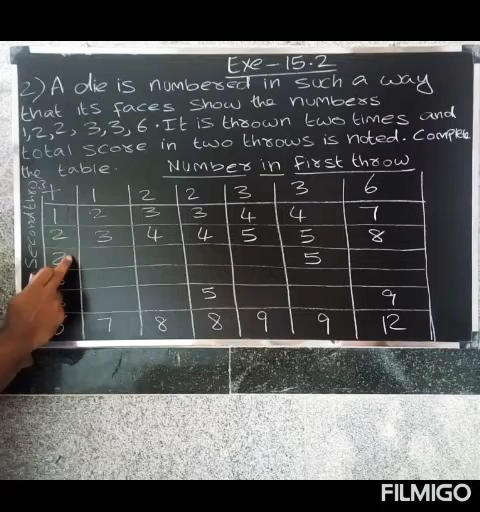 Exe-15.2
2) A die is numbered in such a way
that its faces show the numbers
1,2,2, 3,3,6. It is thrown two times and
total score in two throws is noted. Complete
the table. Number in first throw
Second throw
+ 1 2 2 3 3 6
1 2 3 3 4 4 7
2 3 4 4 5 5 8
2 5
5 9
7 8 8 9 9 12
FILMIGO